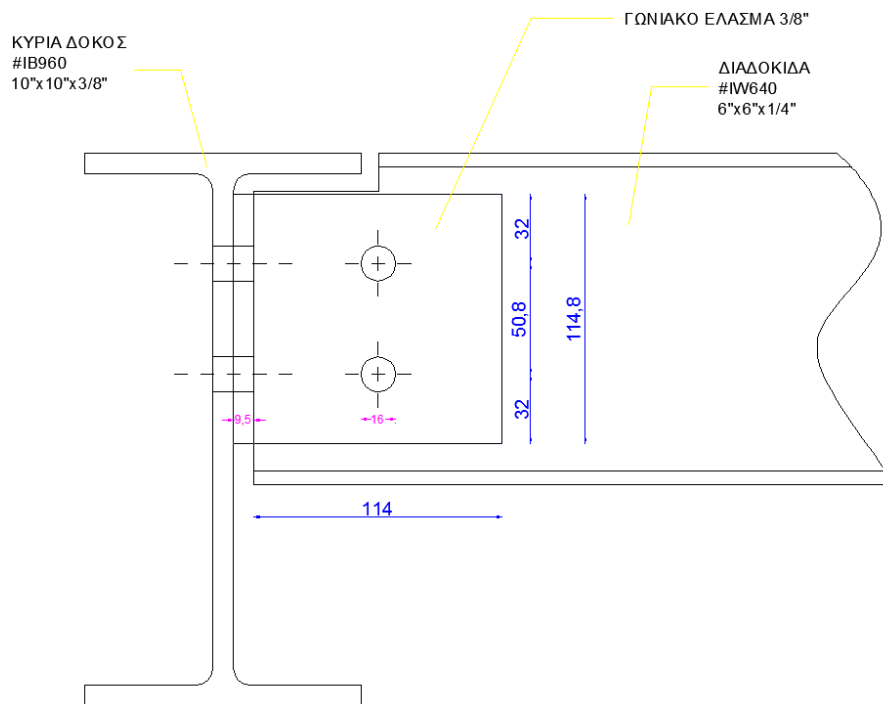 ΓΩΝΙΑΚΟ ΕΛΑΣΜΑ 3/8"
ΚΥΡΙΑ ΔΟΚΟΣ
#IB960
10"x10"x3/8"
ΔΙΑΔΟΚΙΔΑ
#IW640
6"x6"x1/4"
32
50,8
114,8
32
9,5
16
114